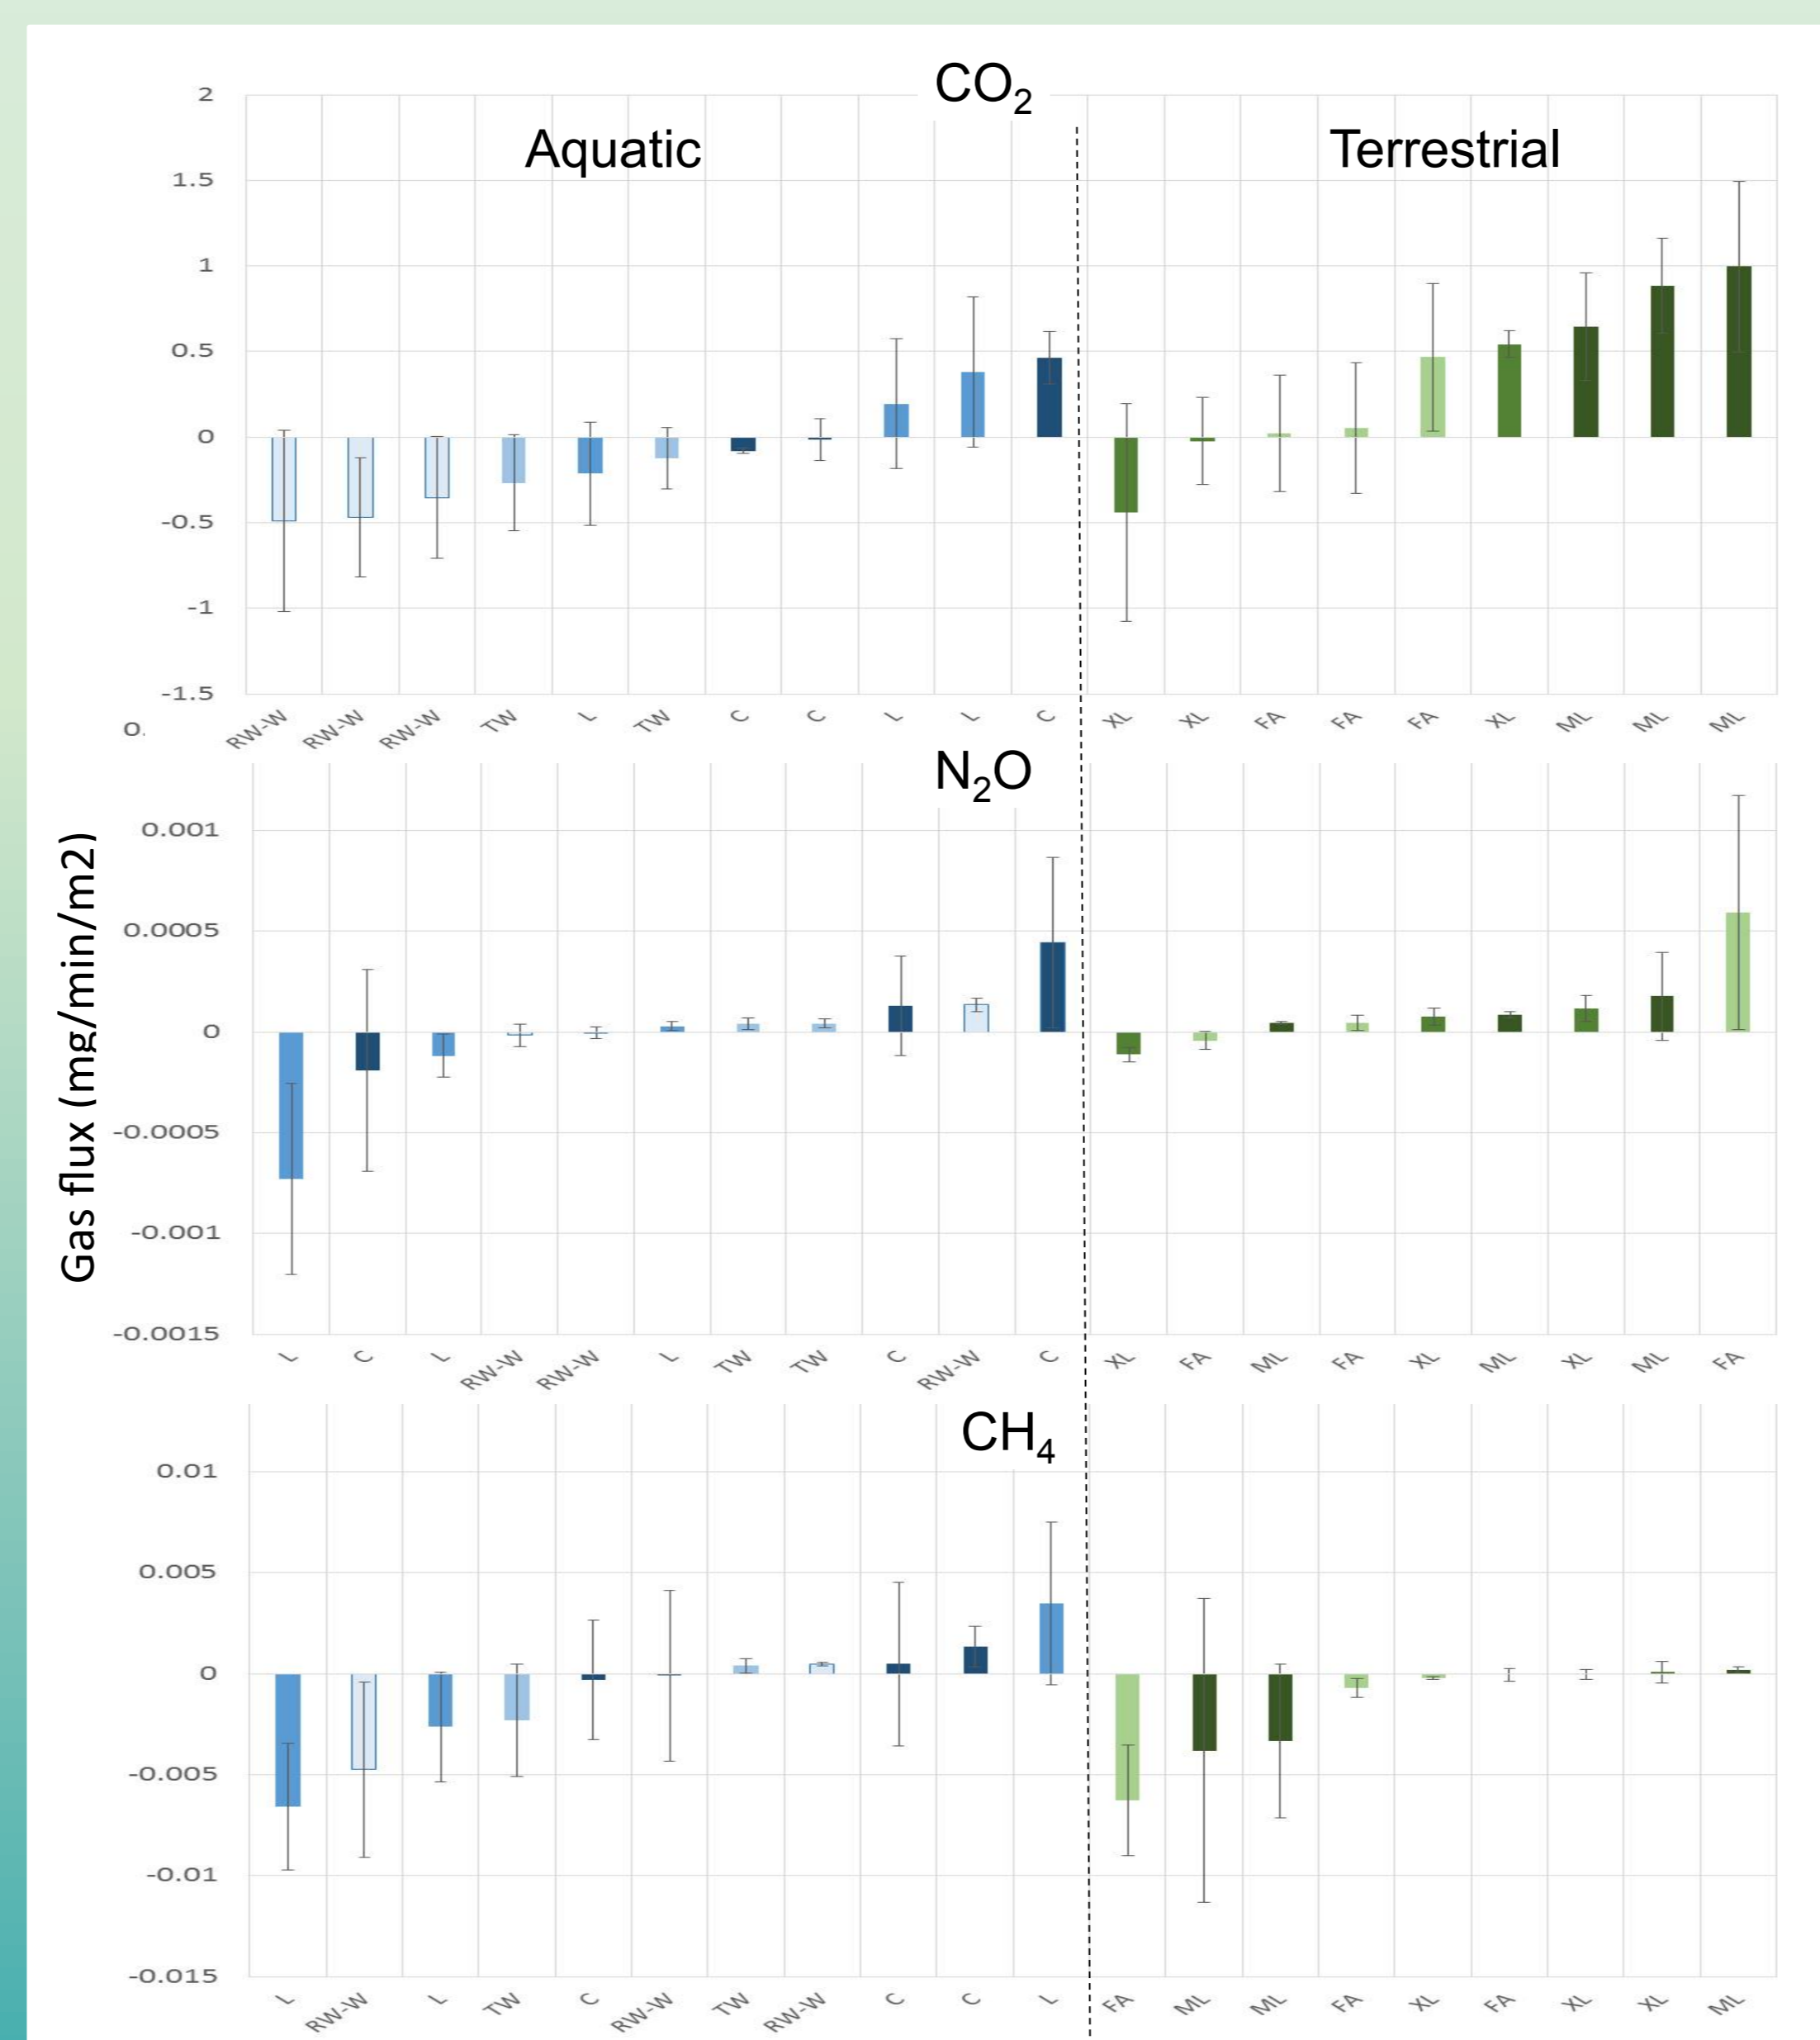 CO₂
Aquatic Terrestrial
2
1.5
1
0.5
0
-0.5
-1
-1.5
RW-W RW-W RW-W TW L TW C C L L C XL XL FA FA FA XL ML ML ML
0.
N₂O
Gas flux (mg/min/m2)
0.001
0.0005
0
-0.0005
-0.001
-0.0015
L C L RW-W RW-W L TW TW C RW-W C XL FA ML FA XL ML XL ML FA
CH₄
0.01
0.005
0
-0.005
-0.01
-0.015
L RW-W L TW C RW-W TW RW-W C C L FA ML ML FA XL FA XL XL ML